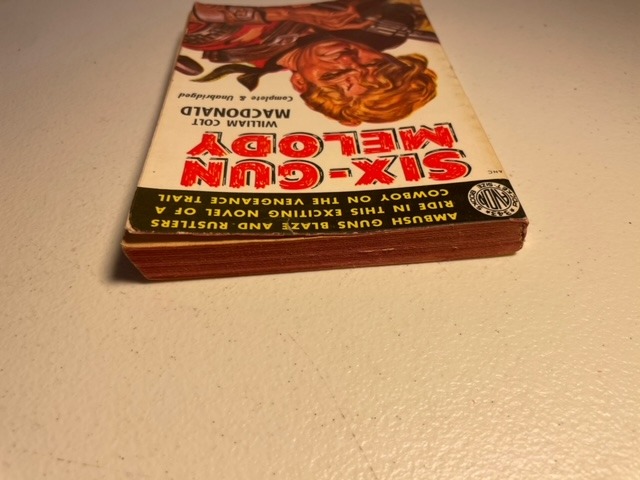 AMBUSH GUNS BLAZE AND RUSTLERS
RIDE IN THIS EXCITING NOVEL OF A
COWBOY ON THE VENGEANCE TRAIL
SIX-GUN
MELODY
WILLIAM COLT
MACDONALD
Complete & Unabridged